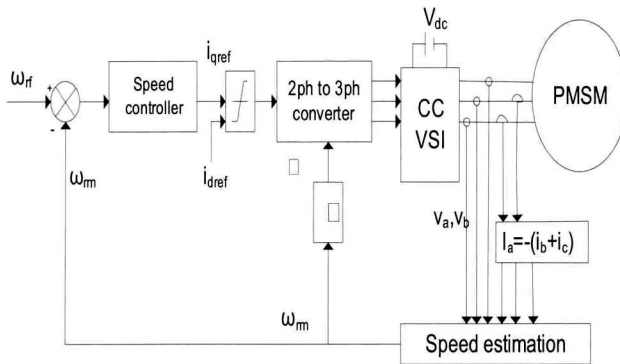 V_dc
ω_rf
+
-
Speed
controller
i_qref
i_dref
2ph to 3ph
converter
CC
VSI
PMSM
ω_rm
v_a,v_b
I_a=-(i_b+i_c)
ω_rm
Speed estimation